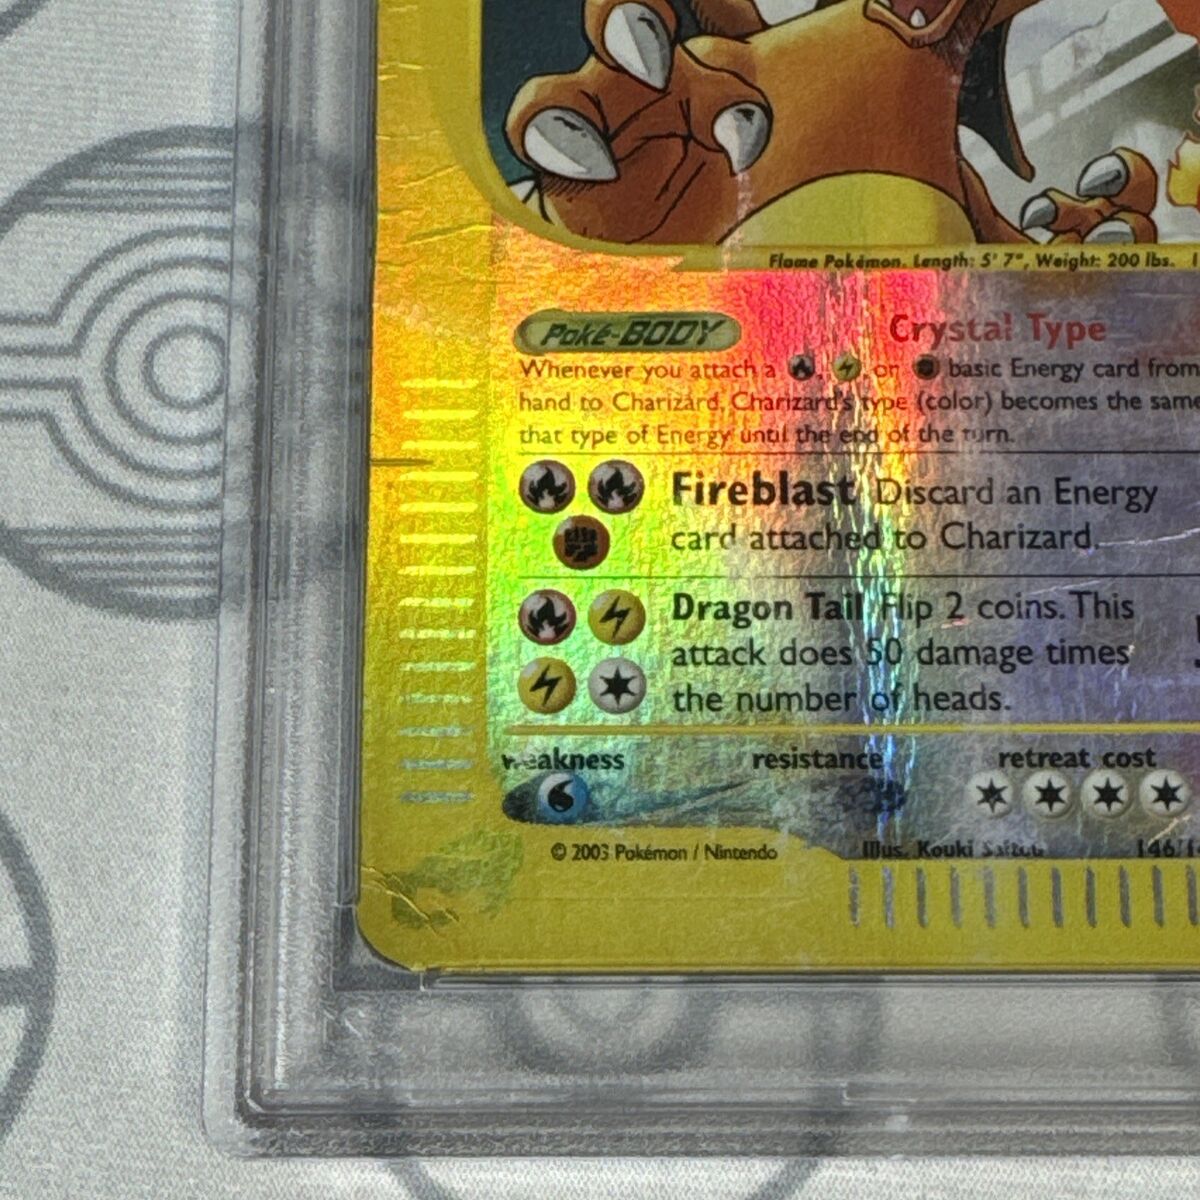 Flame Pokémon. Length: 5' 7", Weight: 200 lbs.
Poké-BODY
Crystal Type
Whenever you attach a , , or basic Energy card from
hand to Charizard, Charizard's type (color) becomes the same
that type of Energy until the end of the turn.
Fireblast Discard an Energy
card attached to Charizard.
Dragon Tail Flip 2 coins. This
attack does 50 damage times
the number of heads.
weakness resistance retreat cost
© 2003 Pokémon / Nintendo Illus. Kouki Saitou 146/1